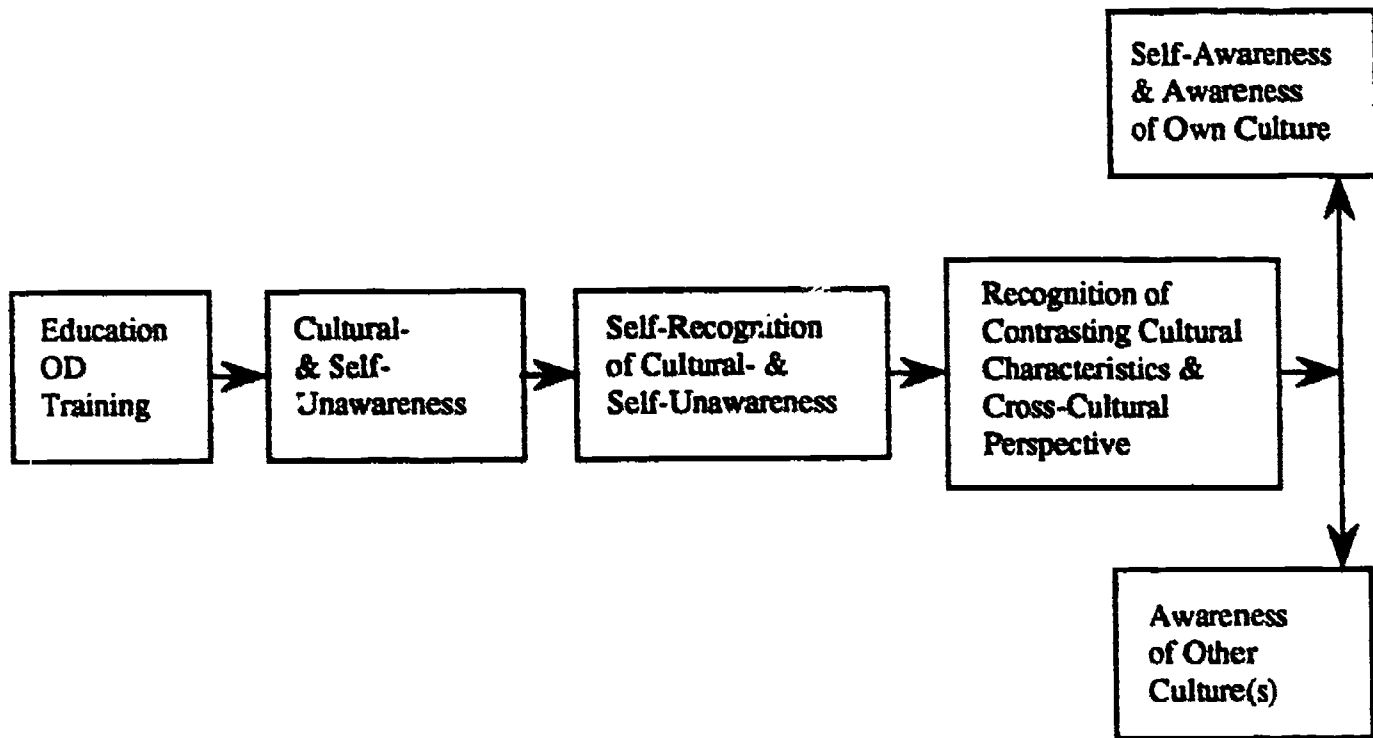 Education
OD
Training
Cultural-
& Self-
Unawareness
Self-Recognition
of Cultural- &
Self-Unawareness
Recognition of
Contrasting Cultural
Characteristics &
Cross-Cultural
Perspective
Self-Awareness
& Awareness
of Own Culture
Awareness
of Other
Culture(s)